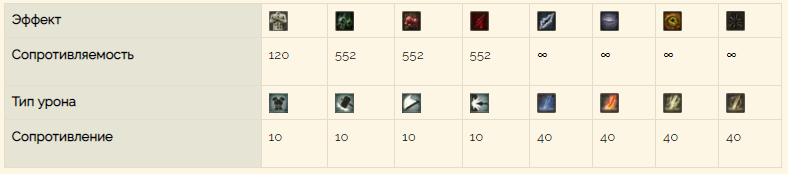 Эффект
Сопротивляемость 120 552 552 552 ∞ ∞ ∞ ∞
Тип урона
Сопротивление 10 10 10 10 40 40 40 40